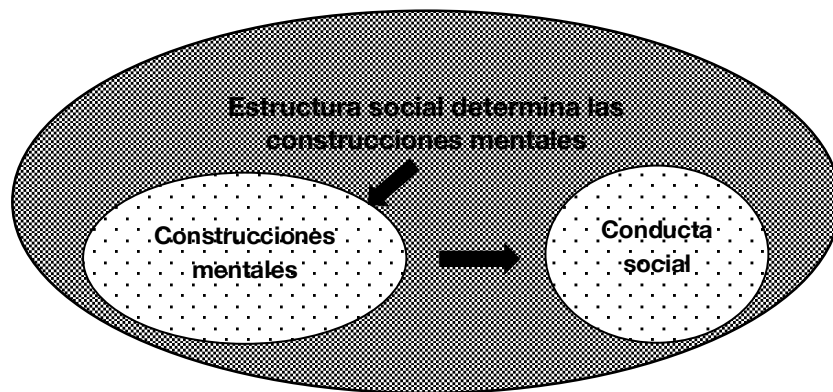 Estructura social determina las
construcciones mentales
Construcciones
mentales
Conducta
social